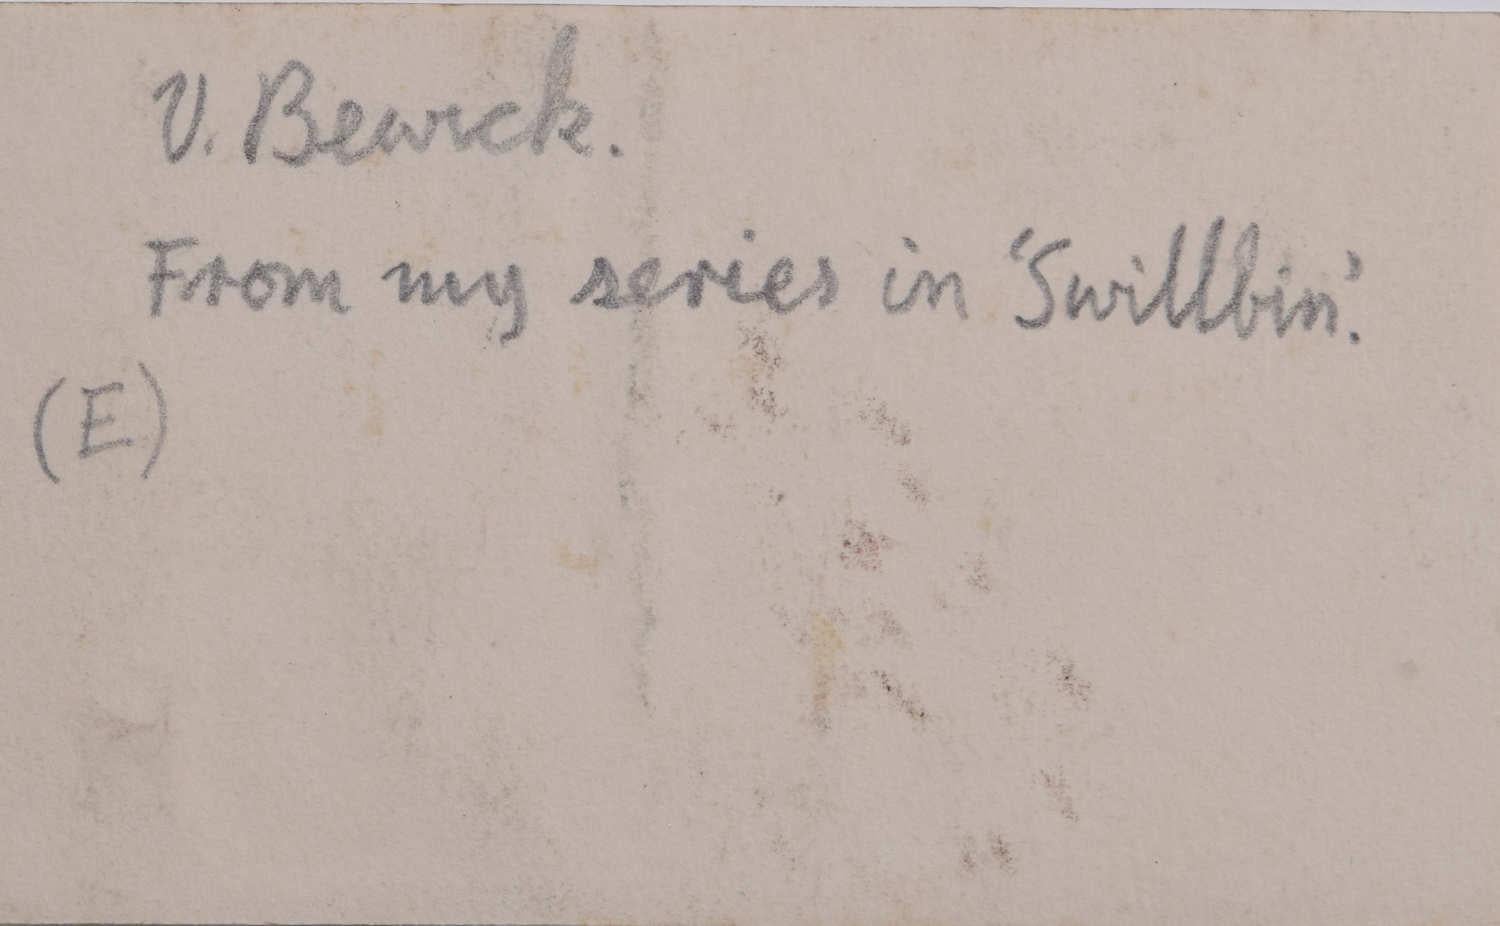 V. Bewick.
From my series in 'Swillbin'.
(E)